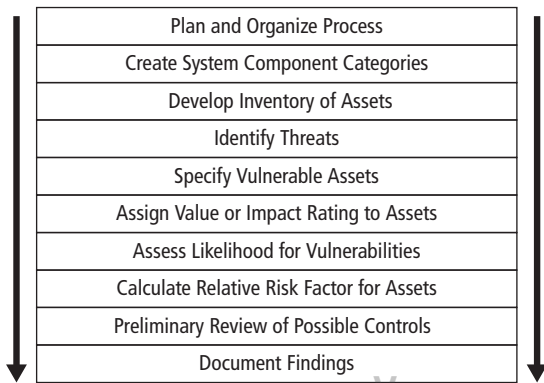 Plan and Organize Process
Create System Component Categories
Develop Inventory of Assets
Identify Threats
Specify Vulnerable Assets
Assign Value or Impact Rating to Assets
Assess Likelihood for Vulnerabilities
Calculate Relative Risk Factor for Assets
Preliminary Review of Possible Controls
Document Findings